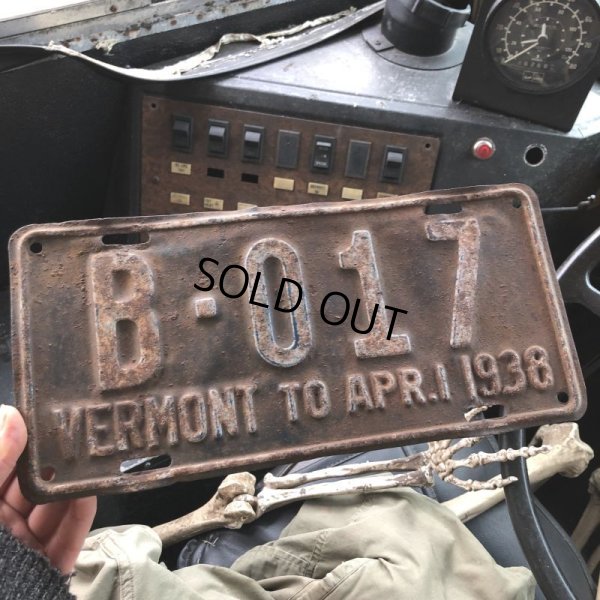 B-017
SOLD OUT
VERMONT TO APR.1 1938